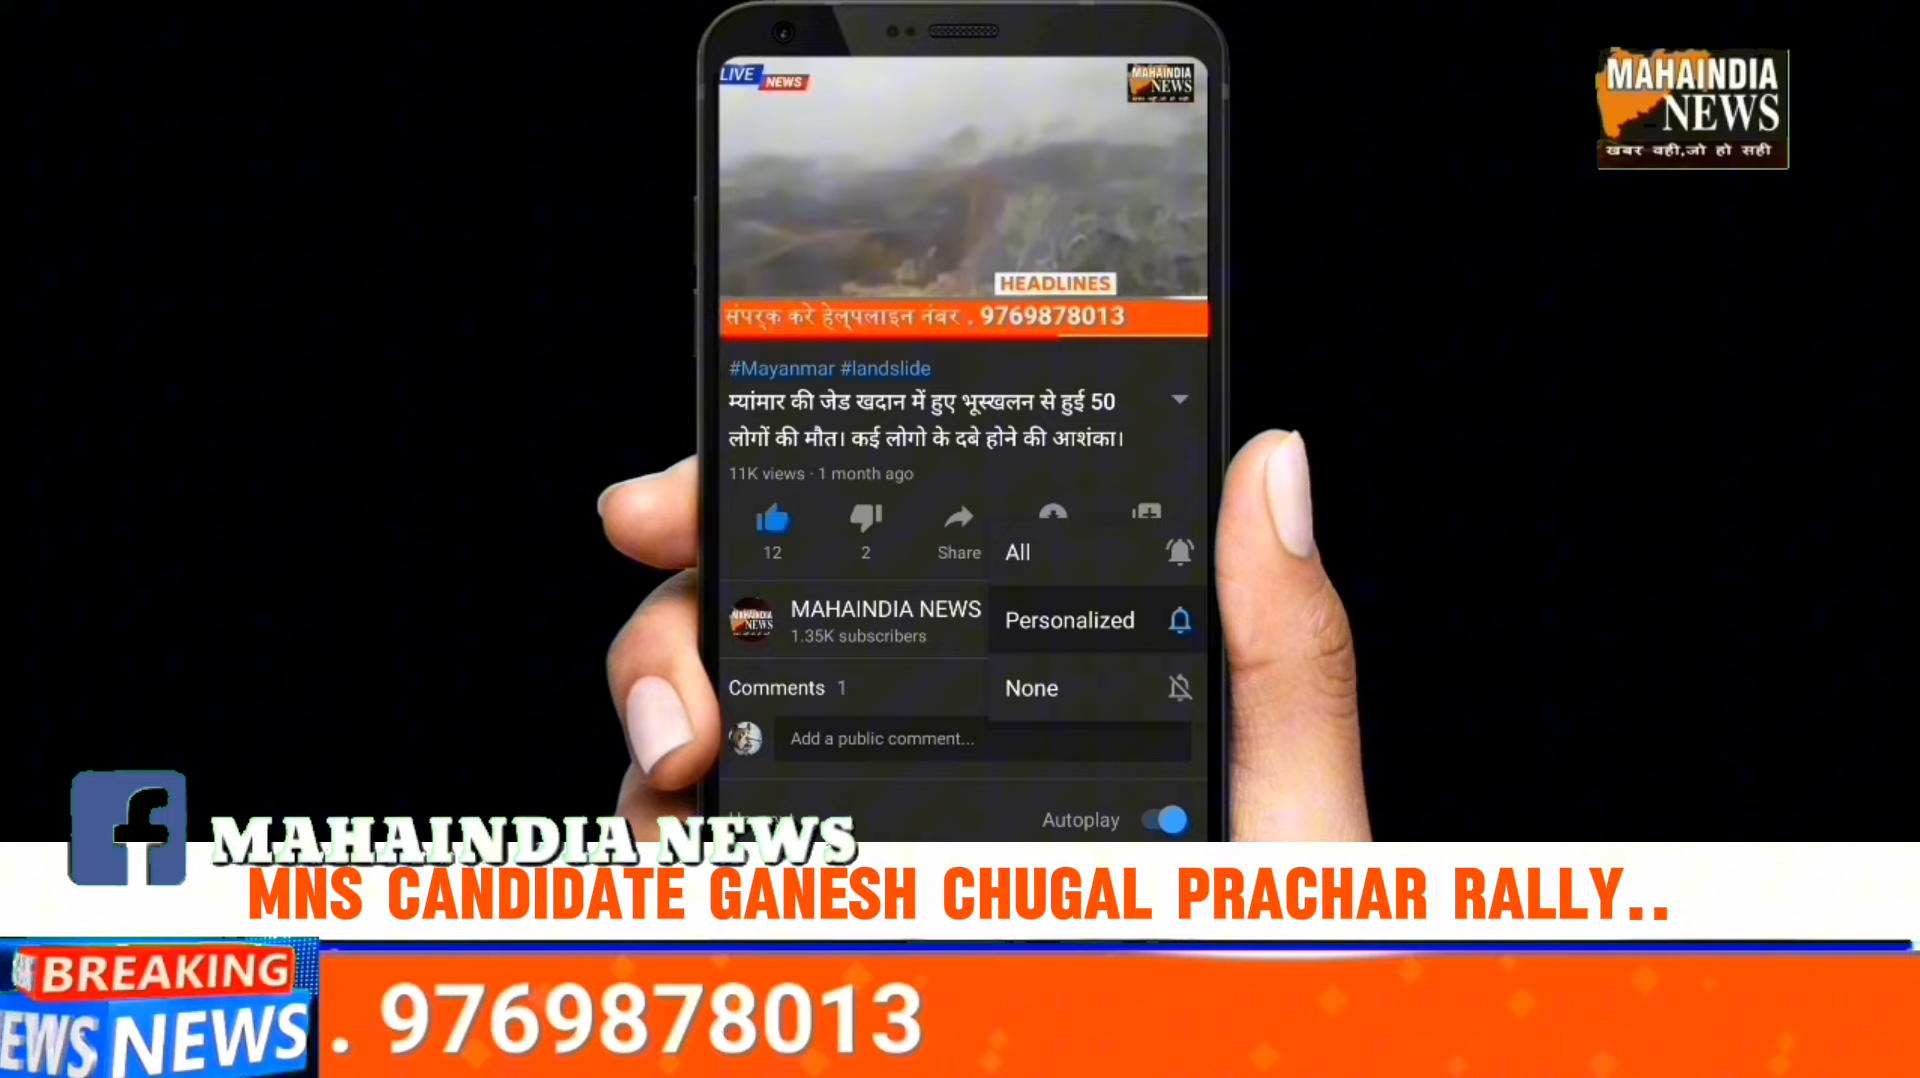 LIVE
NEWS
MAHAINDIA
NEWS
MAHAINDIA
NEWS
खबर वही,जो हो सही
HEADLINES
संपर्क करे हेल्पलाइन नंबर . 9769878013
#Mayanmar #landslide
म्यांमार की जेड खदान में हुए भूस्खलन से हुई 50
लोगों की मौत। कई लोगो के दबे होने की आशंका।
11K views · 1 month ago
12
2
Share
All
MAHAINDIA NEWS
1.35K subscribers
Personalized
MAHAINDIA
NEWS
Comments 1
None
Add a public comment...
Autoplay
MAHAINDIA NEWS
MNS CANDIDATE GANESH CHUGAL PRACHAR RALLY..
BREAKING
EWS NEWS
. 9769878013